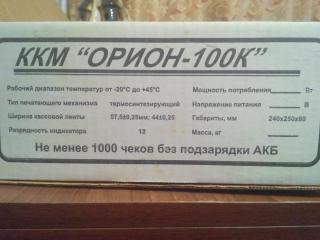 ККМ “ОРИОН-100К”
Рабочий диапазон температур от -20°С до +45°С Мощность потребления Вт
Тип печатающего механизма термосинтезирующий Напряжение питания В
Ширина кассовой ленты 57,5±0,25мм; 44±0,25 Габариты, мм 240х250х80
Разрядность индикатора 12 Масса, кг
Не менее 1000 чеков без подзарядки АКБ